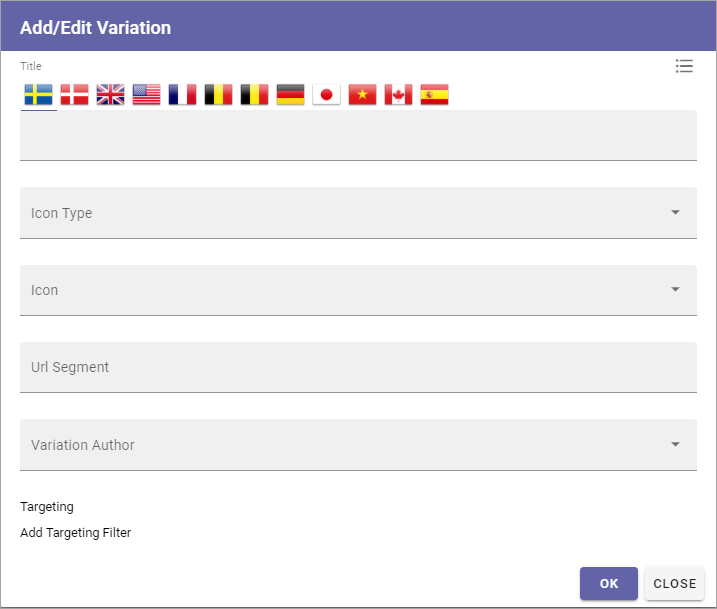 Add/Edit Variation
Title
Icon Type
Icon
Url Segment
Variation Author
Targeting
Add Targeting Filter
OK
CLOSE